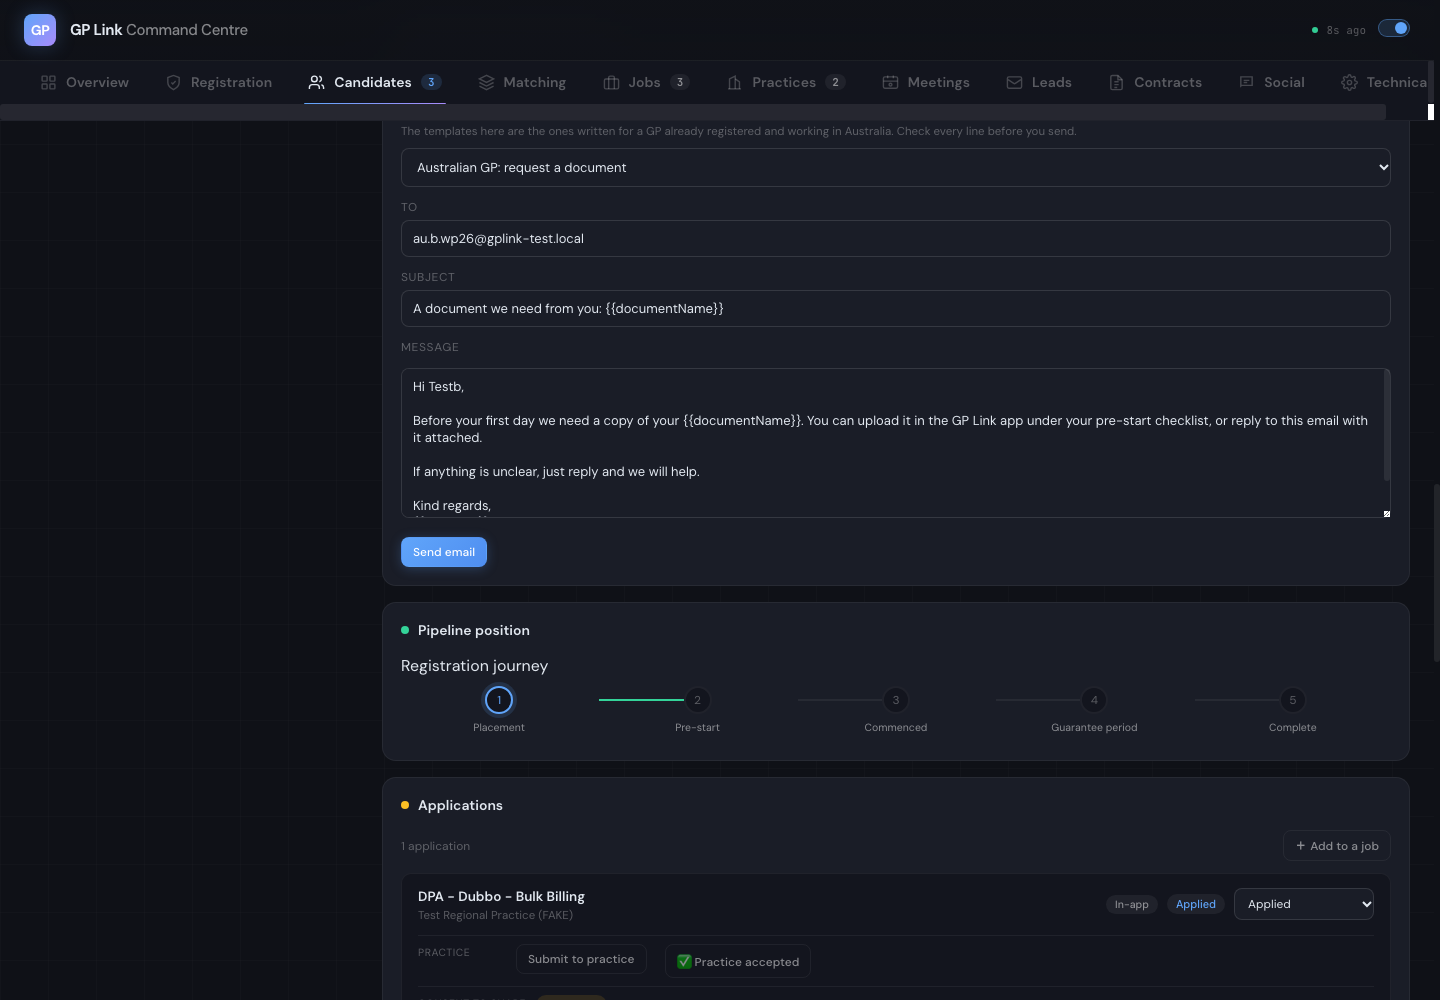 GP
GP Link Command Centre
8s ago
Overview
Registration
Candidates 3
Matching
Jobs 3
Practices 2
Meetings
Leads
Contracts
Social
Technica
The templates here are the ones written for a GP already registered and working in Australia. Check every line before you send.
Australian GP: request a document
TO
au.b.wp26@gplink-test.local
SUBJECT
A document we need from you: {{documentName}}
MESSAGE
Hi Testb,
Before your first day we need a copy of your {{documentName}}. You can upload it in the GP Link app under your pre-start checklist, or reply to this email with
it attached.
If anything is unclear, just reply and we will help.
Kind regards,
Send email
Pipeline position
Registration journey
1
2
3
4
5
Placement
Pre-start
Commenced
Guarantee period
Complete
Applications
1 application
+ Add to a job
DPA - Dubbo - Bulk Billing
Test Regional Practice (FAKE)
In-app
Applied
Applied
PRACTICE
Submit to practice
✅ Practice accepted